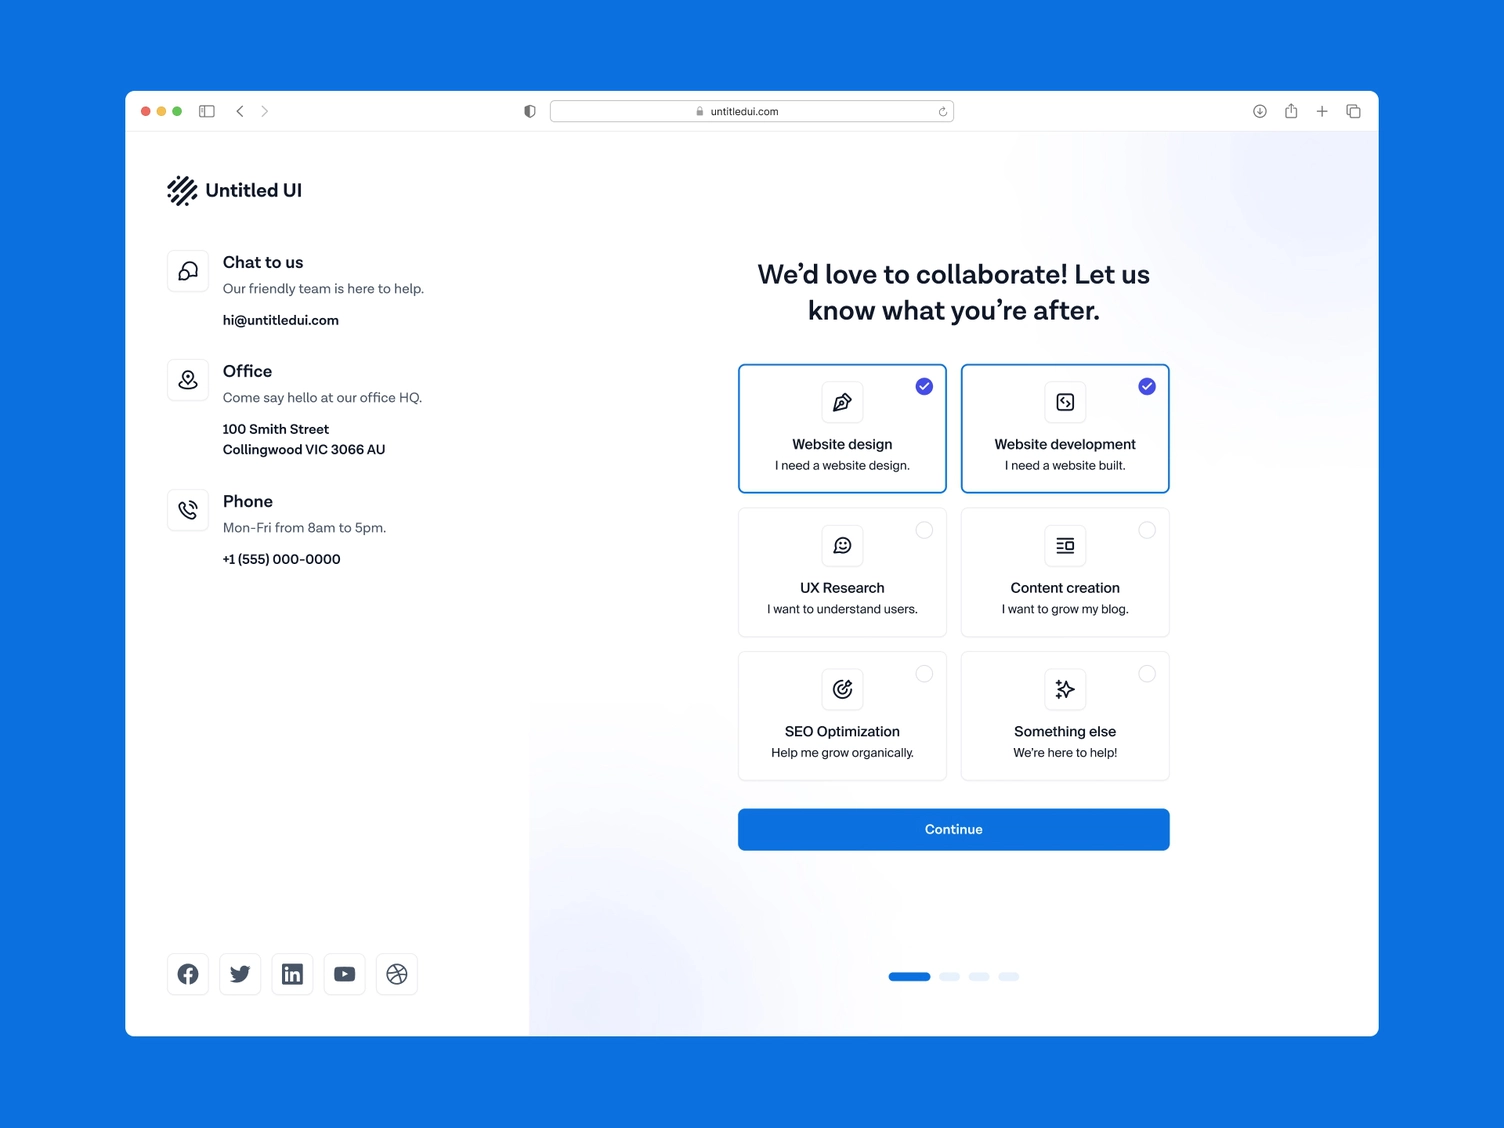 untitledui.com
Untitled UI
Chat to us
Our friendly team is here to help.
hi@untitledui.com
Office
Come say hello at our office HQ.
100 Smith Street
Collingwood VIC 3066 AU
Phone
Mon-Fri from 8am to 5pm.
+1 (555) 000-0000
We’d love to collaborate! Let us
know what you’re after.
Website design
I need a website design.
Website development
I need a website built.
UX Research
I want to understand users.
Content creation
I want to grow my blog.
SEO Optimization
Help me grow organically.
Something else
We’re here to help!
Continue